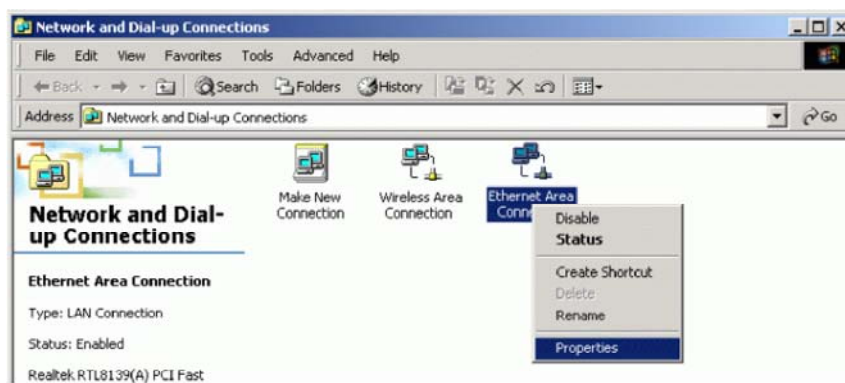 Network and Dial-up Connections
File Edit View Favorites Tools Advanced Help
Back Search Folders History
Address Network and Dial-up Connections Go
Make New Connection
Wireless Area Connection
Ethernet Area
Network and Dial-
up Connections
Ethernet Area Connection
Type: LAN Connection
Status: Enabled
Realtek RTL8139(A) PCI Fast
Disable
Status
Create Shortcut
Delete
Rename
Properties